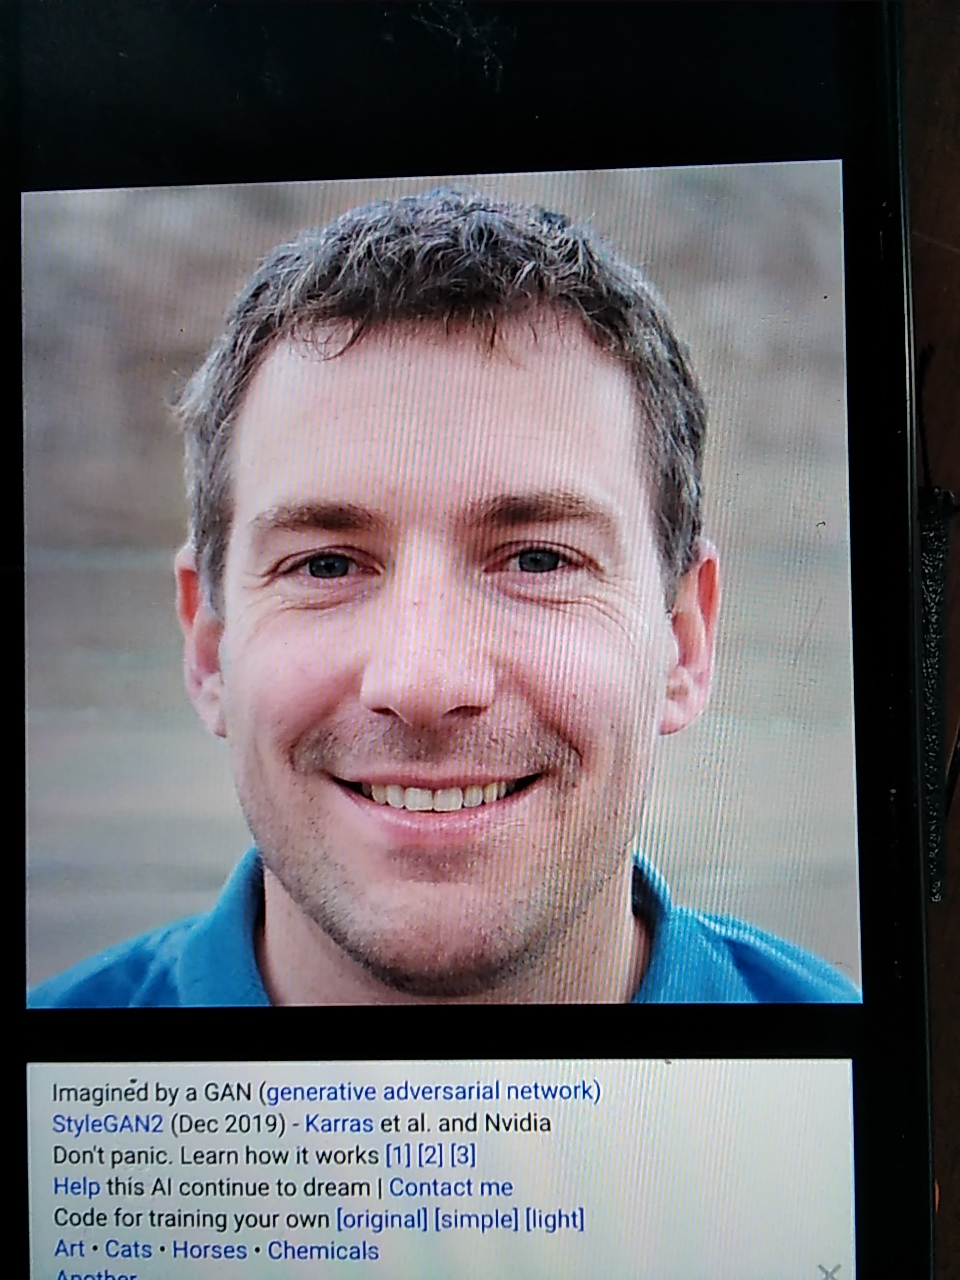 Imagined by a GAN (generative adversarial network)
StyleGAN2 (Dec 2019) - Karras et al. and Nvidia
Don't panic. Learn how it works [1] [2] [3]
Help this AI continue to dream | Contact me
Code for training your own [original] [simple] [light]
Art • Cats • Horses • Chemicals
Another